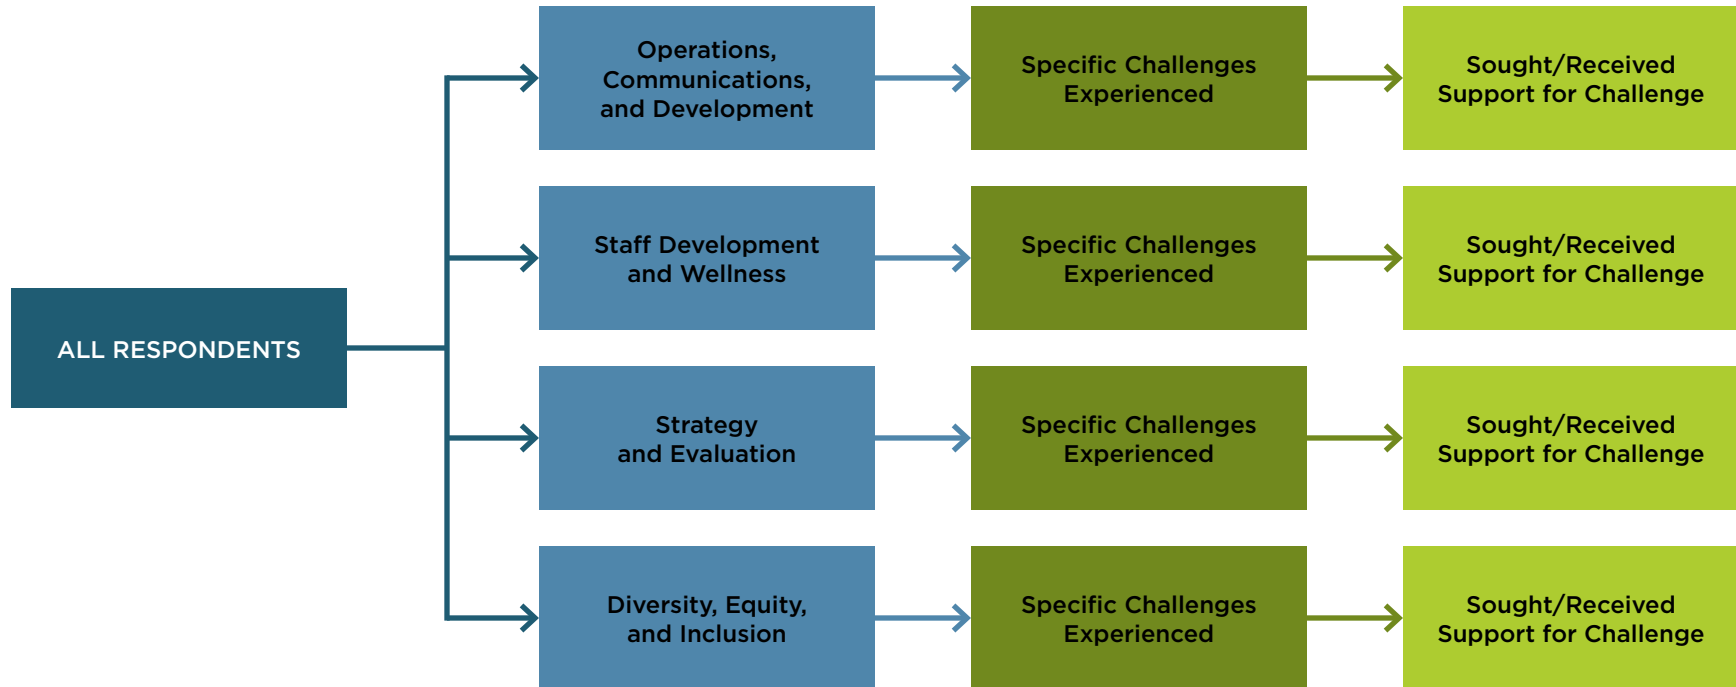 ALL RESPONDENTS
Operations,
Communications,
and Development
Specific Challenges
Experienced
Sought/Received
Support for Challenge
Staff Development
and Wellness
Specific Challenges
Experienced
Sought/Received
Support for Challenge
Strategy
and Evaluation
Specific Challenges
Experienced
Sought/Received
Support for Challenge
Diversity, Equity,
and Inclusion
Specific Challenges
Experienced
Sought/Received
Support for Challenge